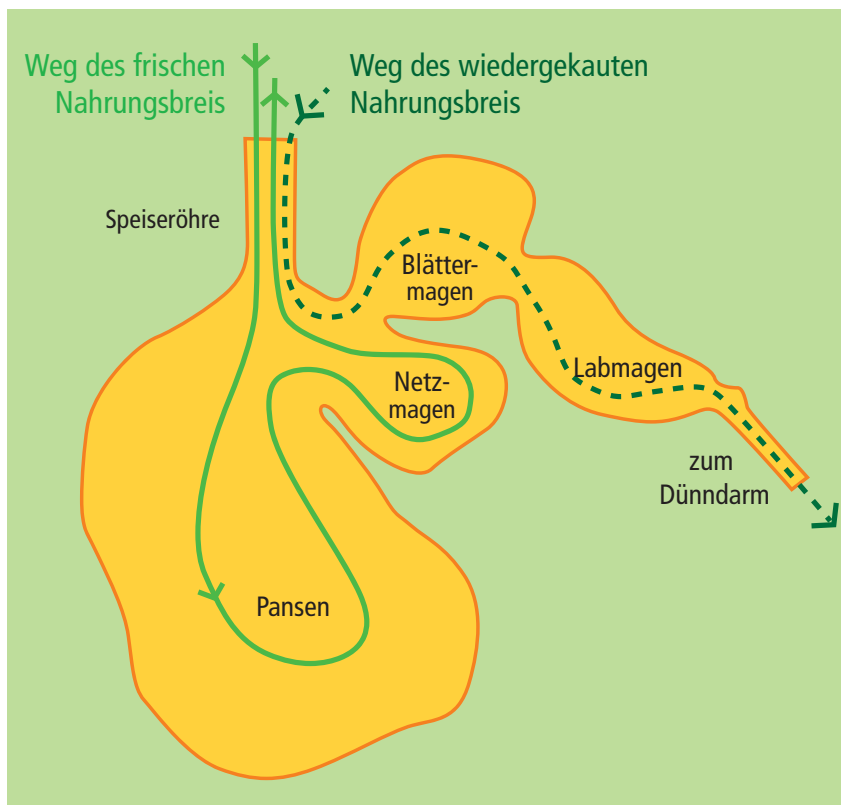 Weg des frischen
Nahrungsbreis
Weg des wiedergekauten
Nahrungsbreis
Speiseröhre
Blätter-
magen
Netz-
magen
Labmagen
zum
Dünndarm
Pansen